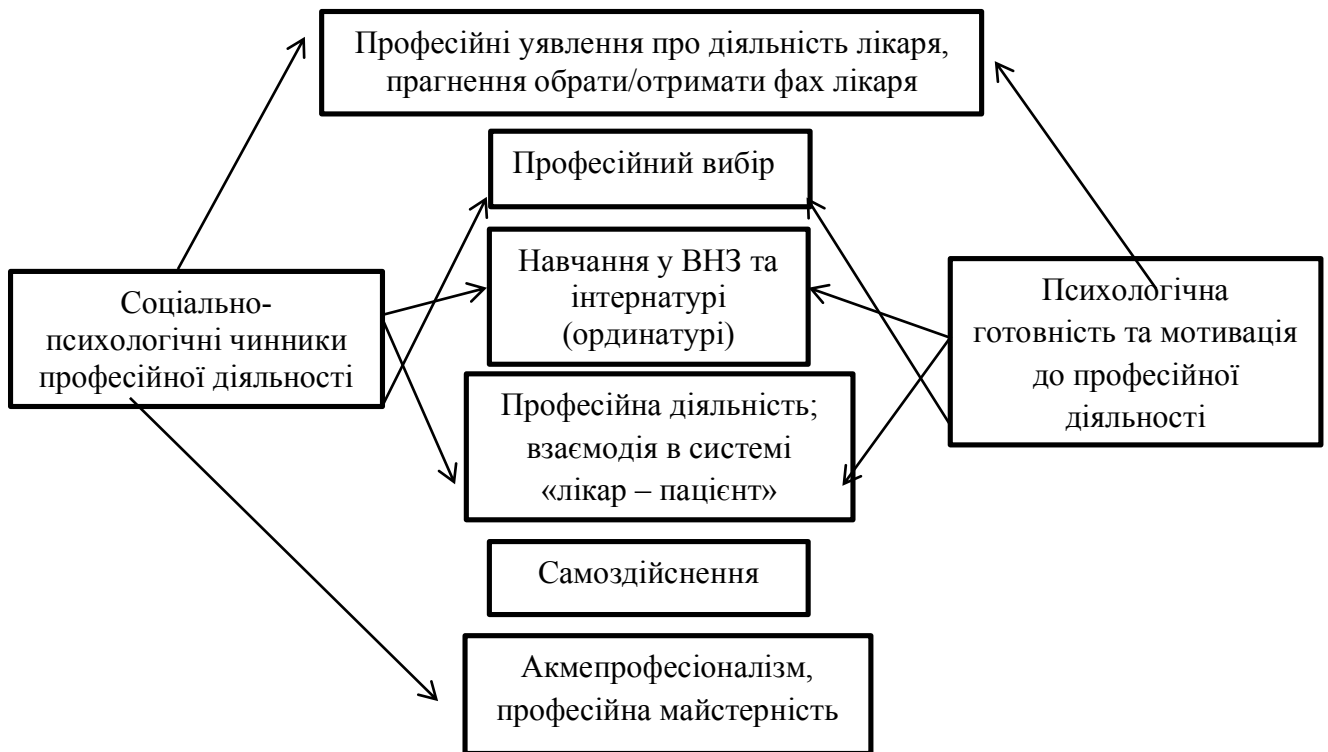 Професійні уявлення про діяльність лікаря,
прагнення обрати/отримати фах лікаря
Професійний вибір
Навчання у ВНЗ та
інтернатурі
(ординатурі)
Соціально-
психологічні чинники
професійної діяльності
Психологічна
готовність та мотивація
до професійної
діяльності
Професійна діяльність;
взаємодія в системі
«лікар – пацієнт»
Самоздійснення
Акмепрофесіоналізм,
професійна майстерність